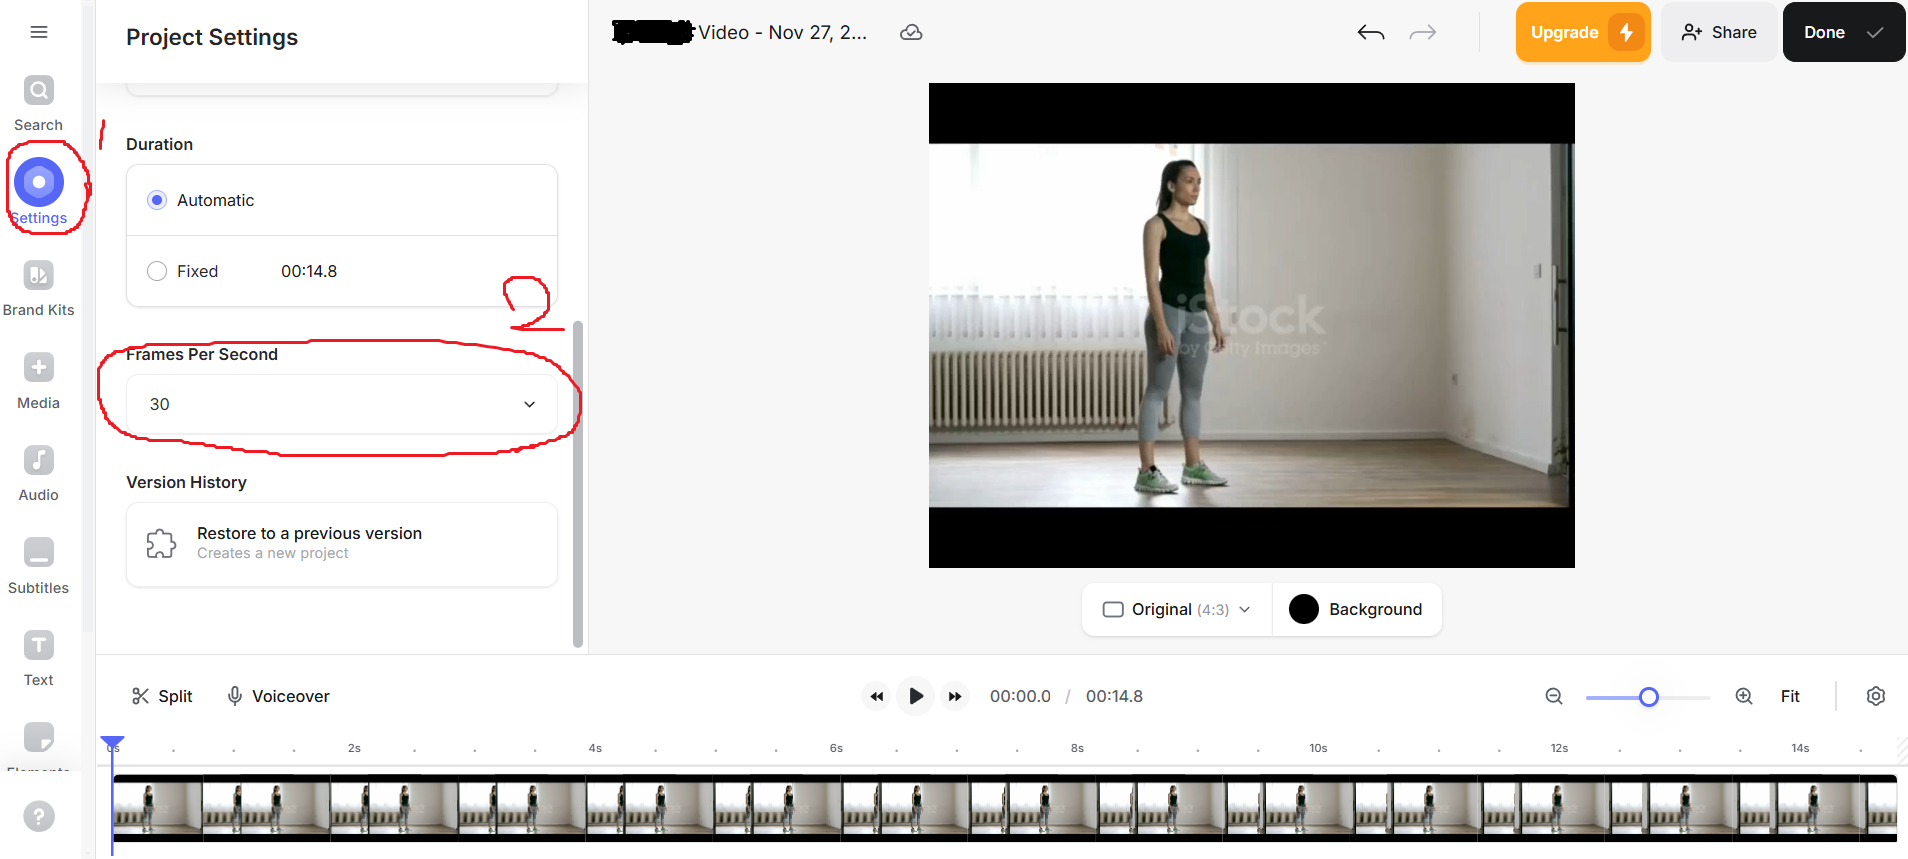 Project Settings
Video - Nov 27, 2...
Upgrade
Share
Done
Search
1
Duration
Automatic
Settings
Fixed 00:14.8
2
Brand Kits
iStock
by Getty Images™
Frames Per Second
30
Media
Version History
Audio
Restore to a previous version
Creates a new project
Subtitles
Original (4:3)
Background
Text
Split
Voiceover
00:00.0 / 00:14.8
Fit
0s 2s 4s 6s 8s 10s 12s 14s
Elements
?